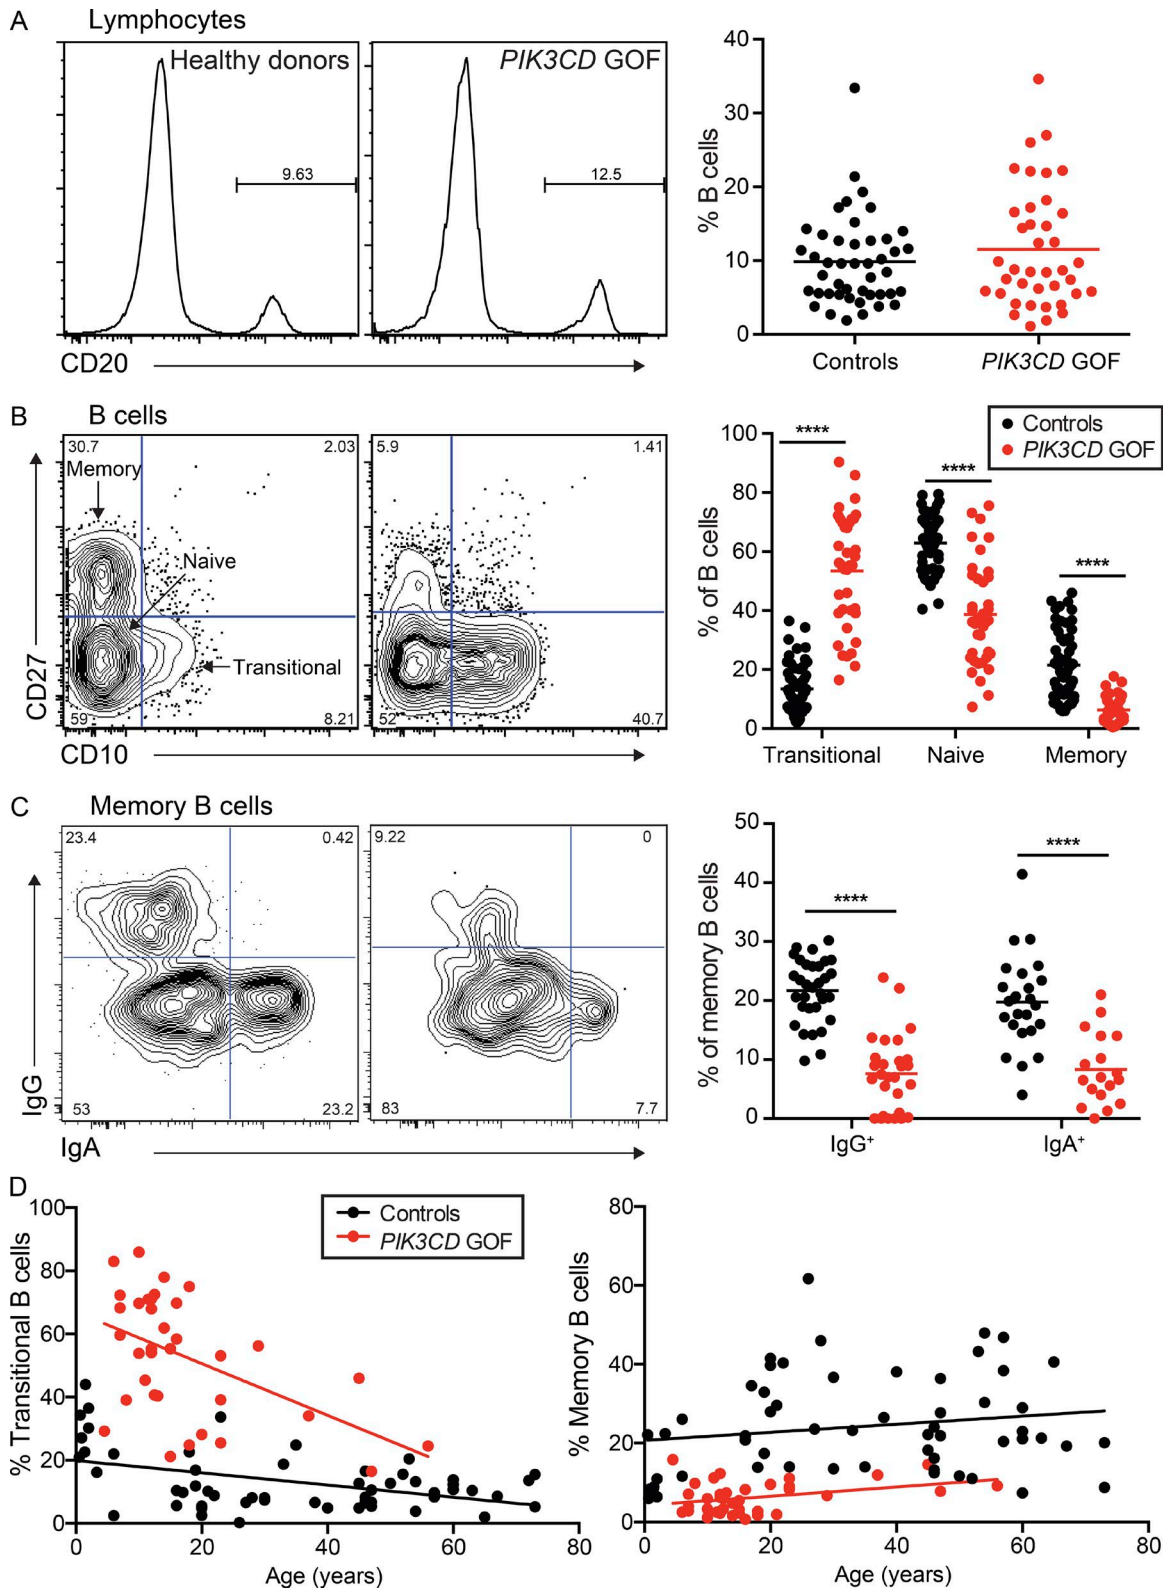 A Lymphocytes
Healthy donors
PIK3CD GOF
9.63
12.5
CD20
% B cells
40
30
20
10
0
Controls
PIK3CD GOF
B B cells
30.7
2.03
Memory
Naive
Transitional
59
8.21
5.9
1.41
52
40.7
CD27
CD10
Controls
PIK3CD GOF
% of B cells
100
80
60
40
20
0
****
****
****
Transitional
Naive
Memory
C Memory B cells
23.4
0.42
53
23.2
9.22
0
83
7.7
IgG
IgA
% of memory B cells
50
40
30
20
10
0
****
****
IgG+
IgA+
D
% Transitional B cells
100
80
60
40
20
0
Controls
PIK3CD GOF
0 20 40 60 80
Age (years)
% Memory B cells
80
60
40
20
0
0 20 40 60 80
Age (years)